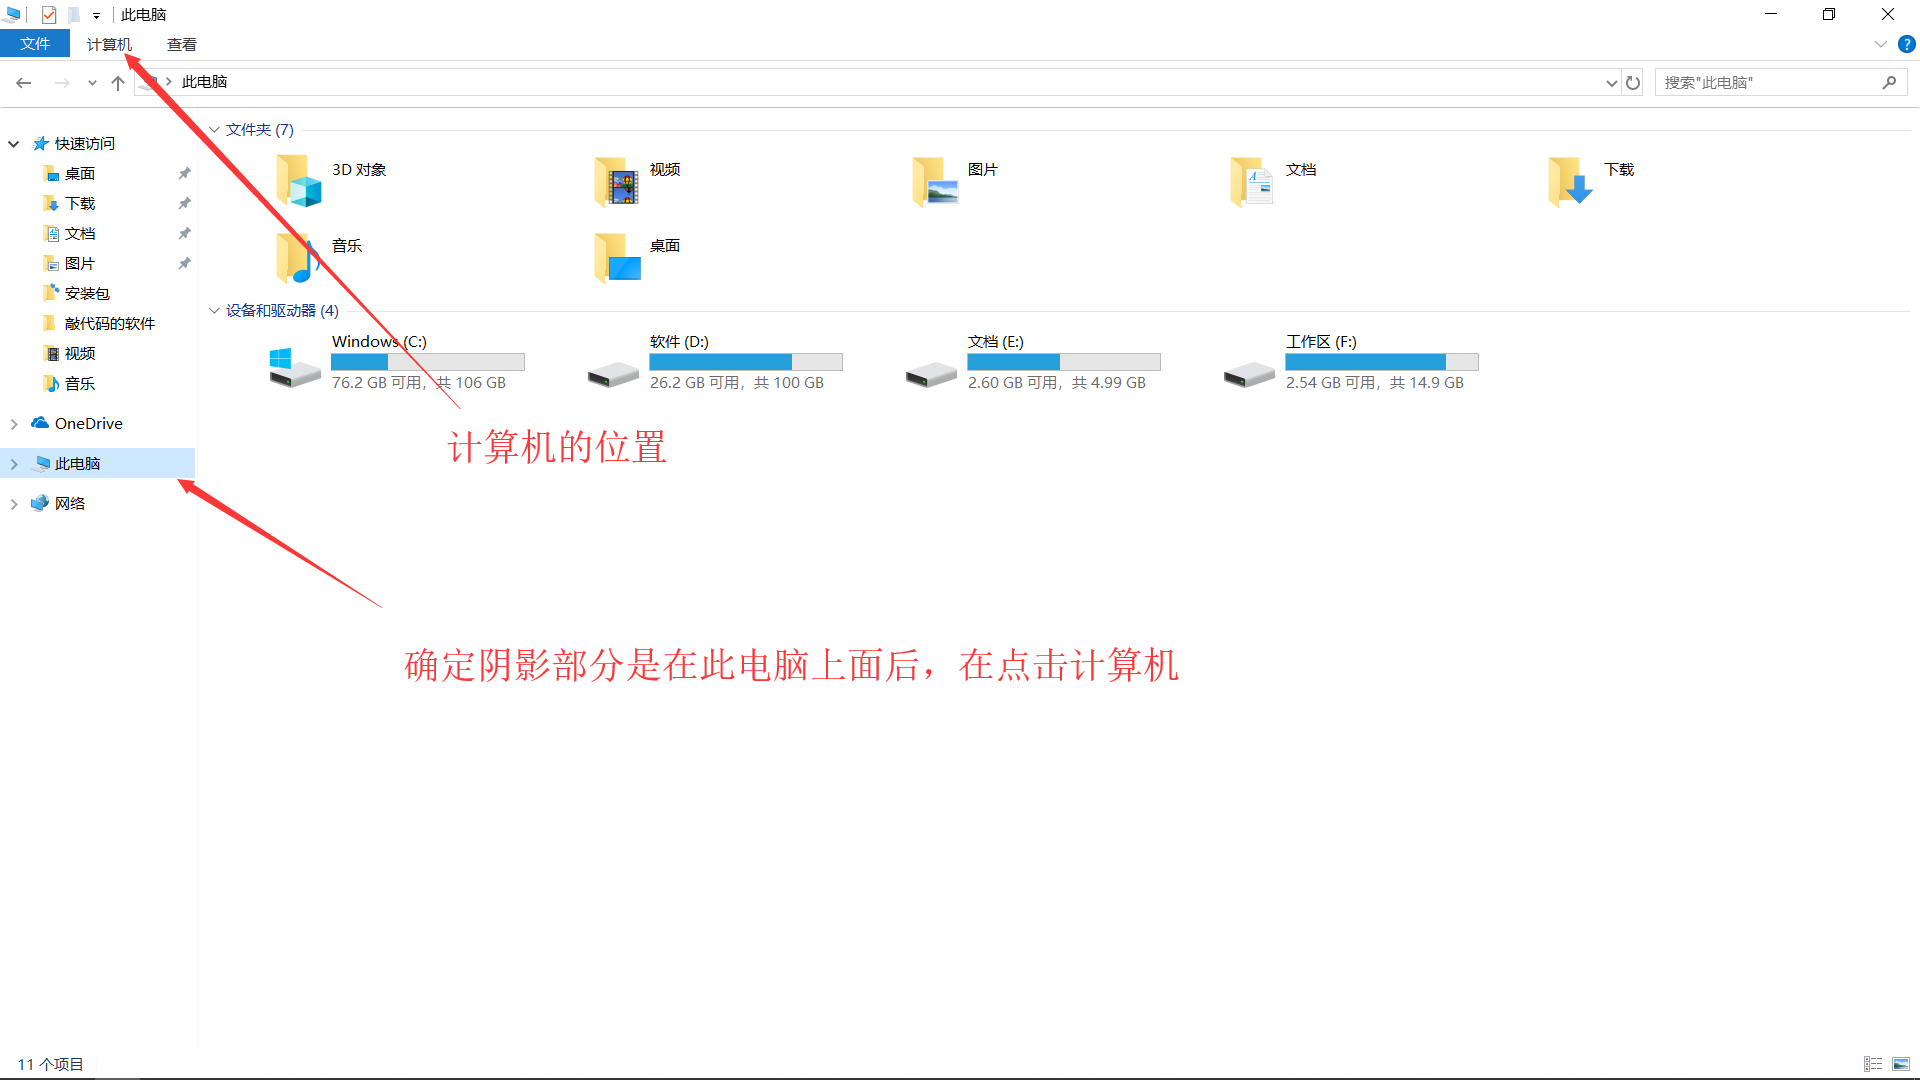 此电脑
文件 计算机 查看
此电脑 搜索"此电脑"
快速访问
桌面
下载
文档
图片
安装包
敲代码的软件
视频
音乐
OneDrive
此电脑
网络
文件夹 (7)
3D 对象 视频 图片 文档 下载
音乐 桌面
设备和驱动器 (4)
Windows (C:) 软件 (D:) 文档 (E:) 工作区 (F:)
76.2 GB 可用，共 106 GB 26.2 GB 可用，共 100 GB 2.60 GB 可用，共 4.99 GB 2.54 GB 可用，共 14.9 GB
计算机的位置
确定阴影部分是在此电脑上面后，在点击计算机
11 个项目